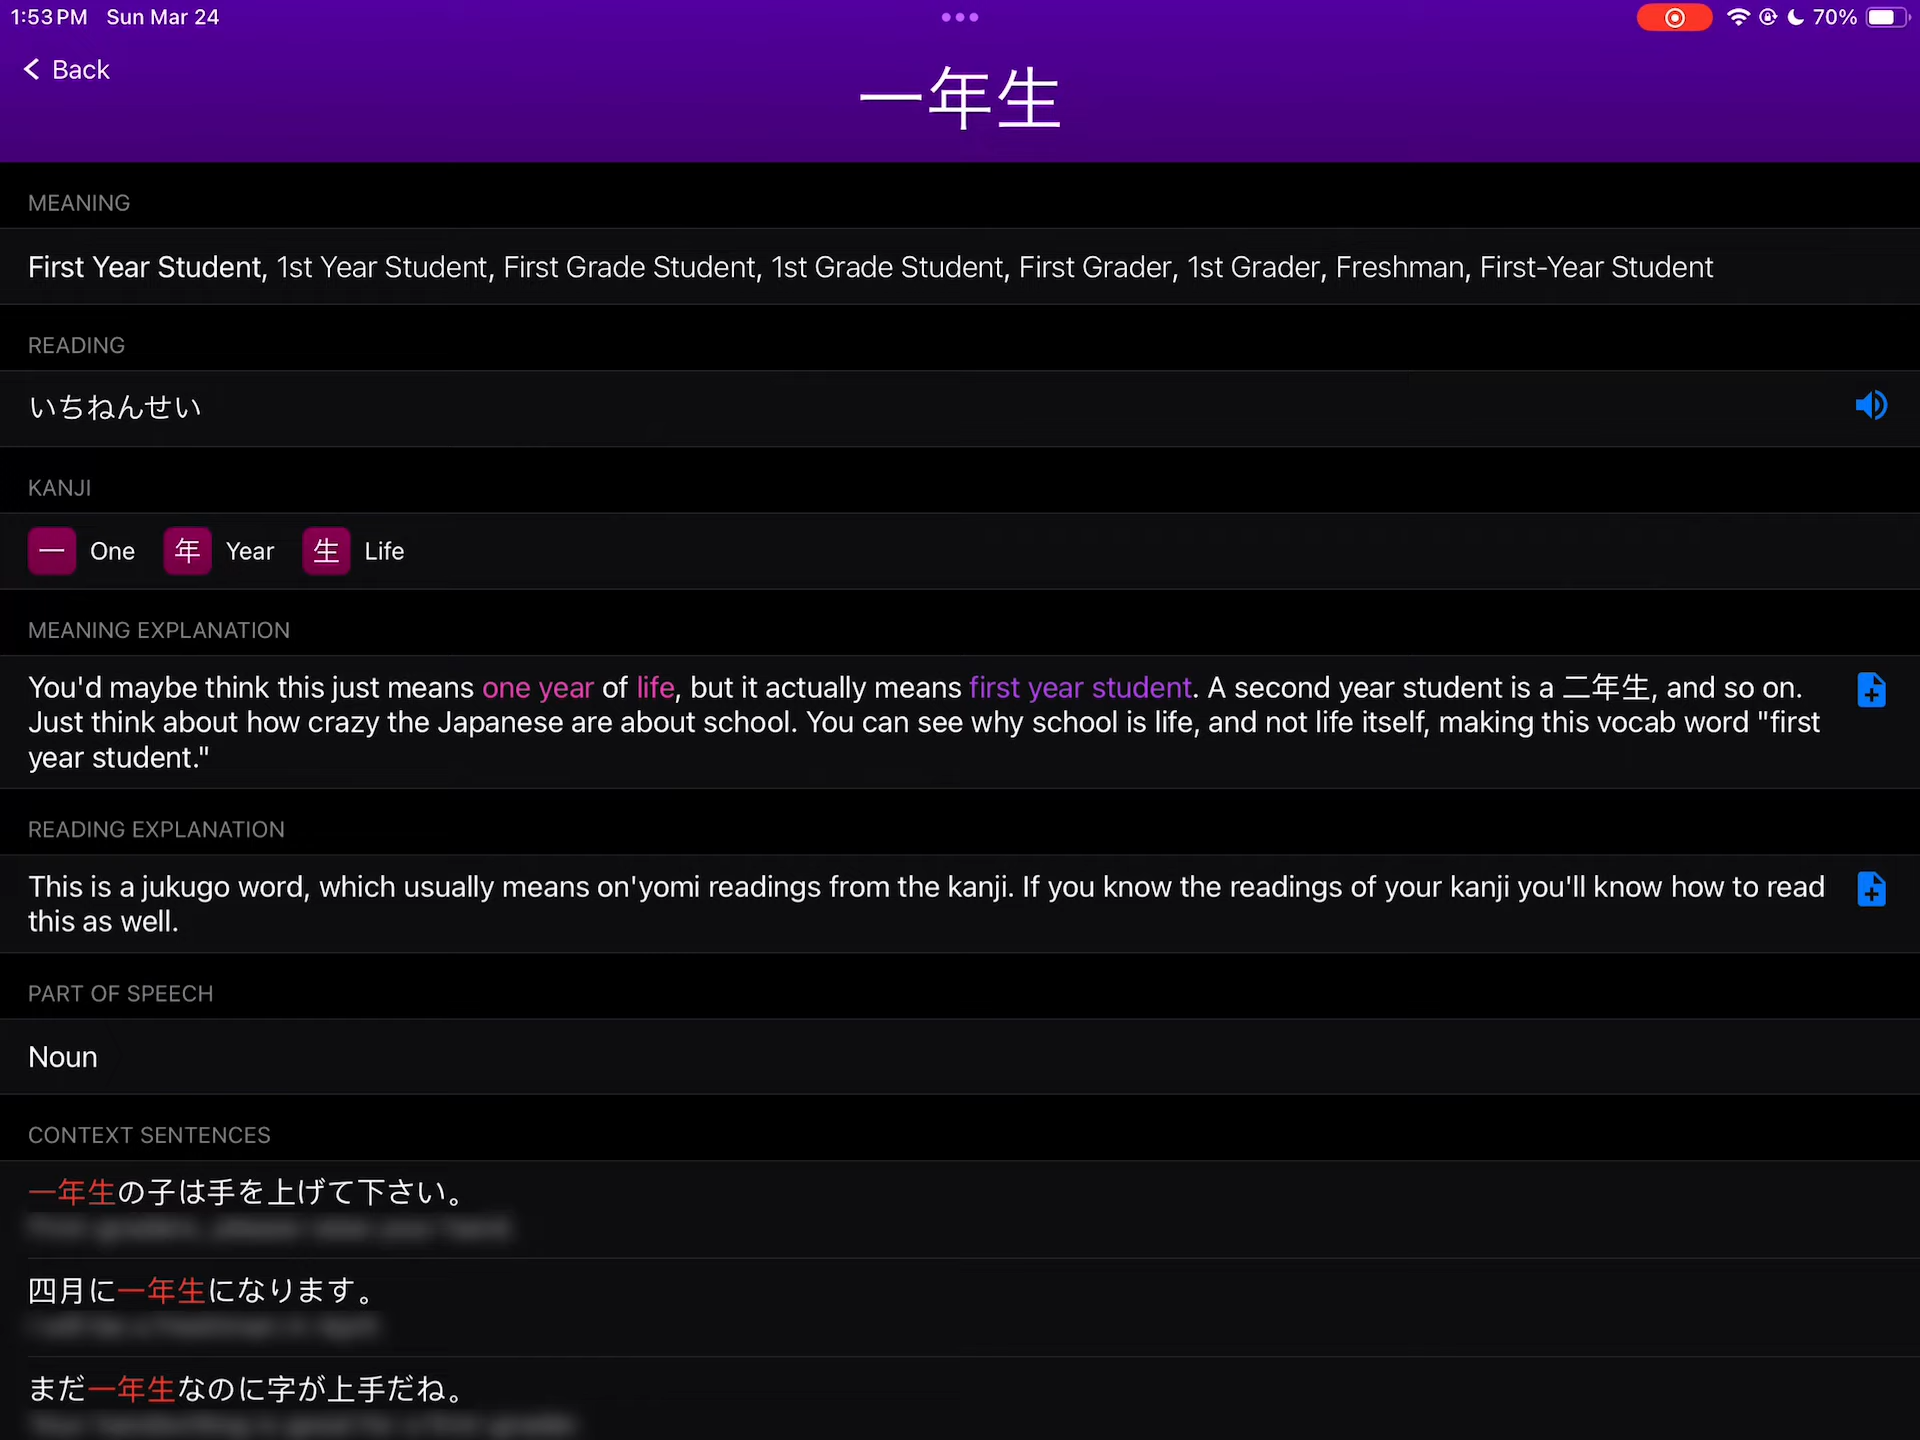 1:53 PM Sun Mar 24
70%
Back
一年生
MEANING
First Year Student, 1st Year Student, First Grade Student, 1st Grade Student, First Grader, 1st Grader, Freshman, First-Year Student
READING
いちねんせい
KANJI
一 One 年 Year 生 Life
MEANING EXPLANATION
You'd maybe think this just means one year of life, but it actually means first year student. A second year student is a 二年生, and so on.
Just think about how crazy the Japanese are about school. You can see why school is life, and not life itself, making this vocab word "first
year student."
READING EXPLANATION
This is a jukugo word, which usually means on'yomi readings from the kanji. If you know the readings of your kanji you'll know how to read
this as well.
PART OF SPEECH
Noun
CONTEXT SENTENCES
一年生の子は手を上げて下さい。
四月に一年生になります。
まだ一年生なのに字が上手だね。